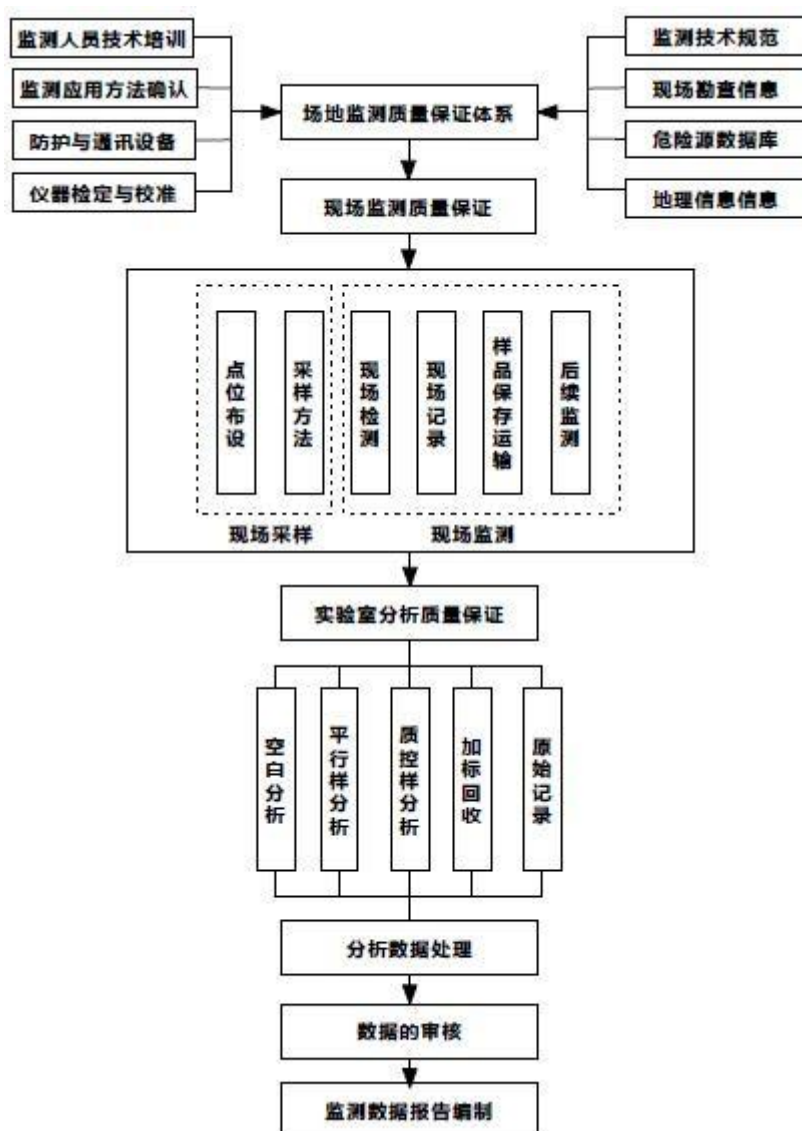 监测人员技术培训
监测应用方法确认
防护与通讯设备
仪器检定与校准
监测技术规范
现场勘查信息
危险源数据库
地理信息信息
场地监测质量保证体系
现场监测质量保证
点位布设
采样方法
现场检测
现场记录
样品保存运输
后续监测
现场采样
现场监测
实验室分析质量保证
空白分析
平行样分析
质控样分析
加标回收
原始记录
分析数据处理
数据的审核
监测数据报告编制